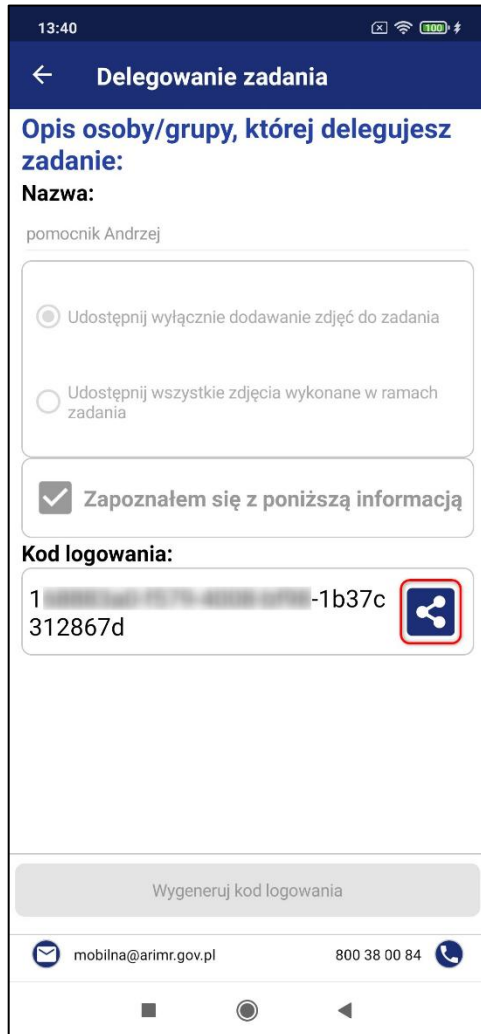 13:40
100
Delegowanie zadania
Opis osoby/grupy, której delegujesz
zadanie:
Nazwa:
pomocnik Andrzej
Udostępnij wyłącznie dodawanie zdjęć do zadania
Udostępnij wszystkie zdjęcia wykonane w ramach
zadania
Zapoznałem się z poniższą informacją
Kod logowania:
1 -1b37c
312867d
Wygeneruj kod logowania
mobilna@arimr.gov.pl 800 38 00 84